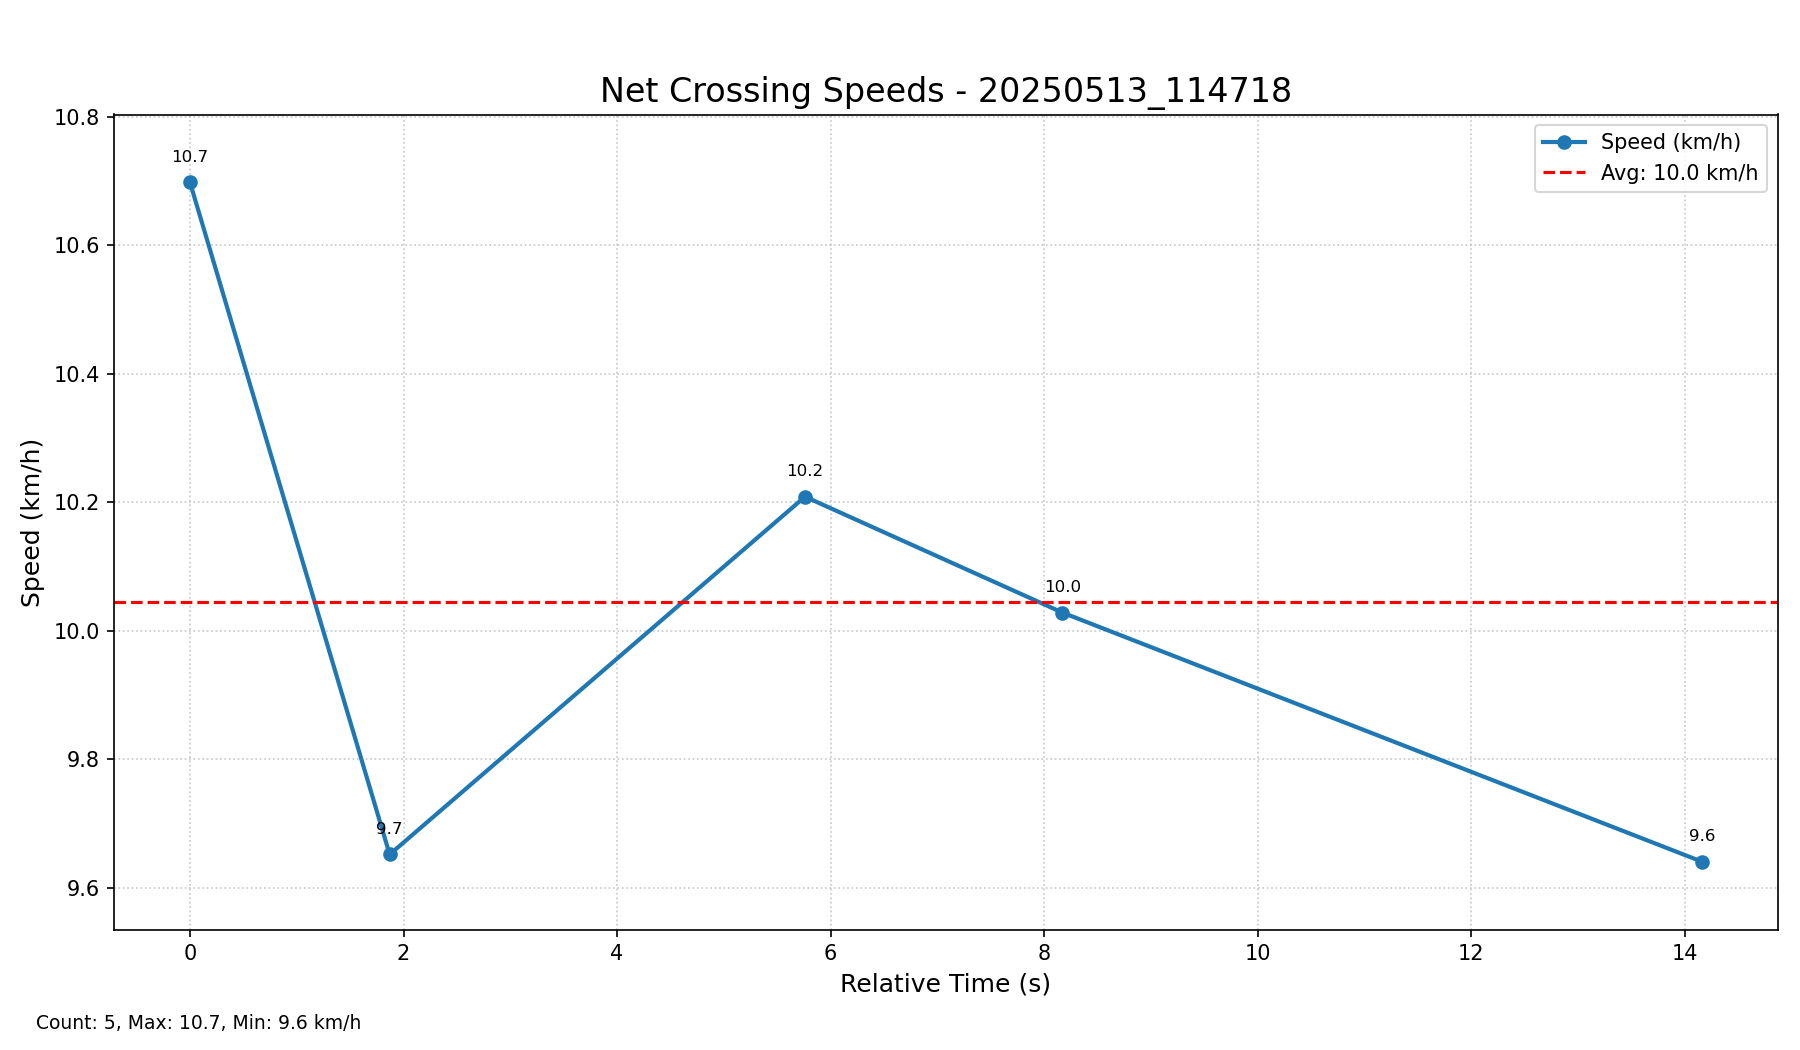 Net Crossing Speeds - 20250513_114718
Speed (km/h)
Avg: 10.0 km/h
10.8
10.6
10.4
10.2
10.0
9.8
9.6
Speed (km/h)
10.7
9.7
10.2
10.0
9.6
0 2 4 6 8 10 12 14
Relative Time (s)
Count: 5, Max: 10.7, Min: 9.6 km/h